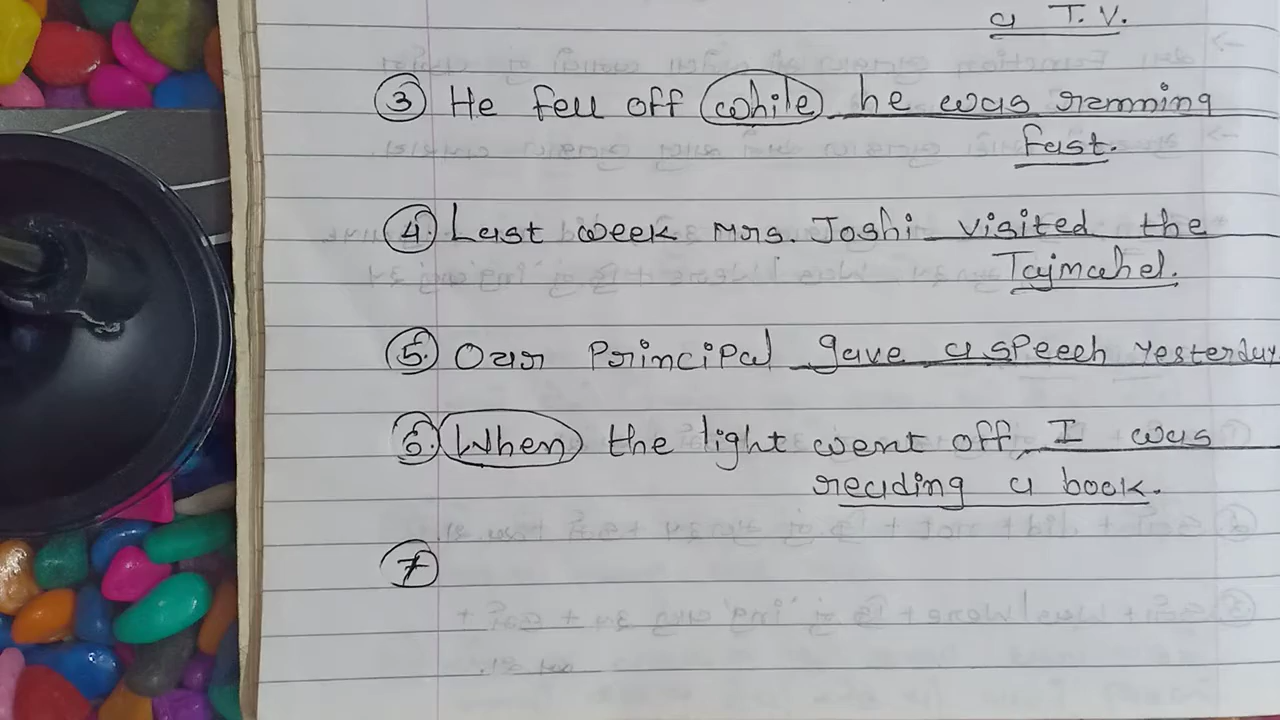 a T.V.
③ He fell off while he was running
fast.
④ Last week Mrs. Joshi visited the
Tajmahel.
⑤ Our Principal gave a speech yesterday
⑥ When the light went off, I was
reading a book.
⑦